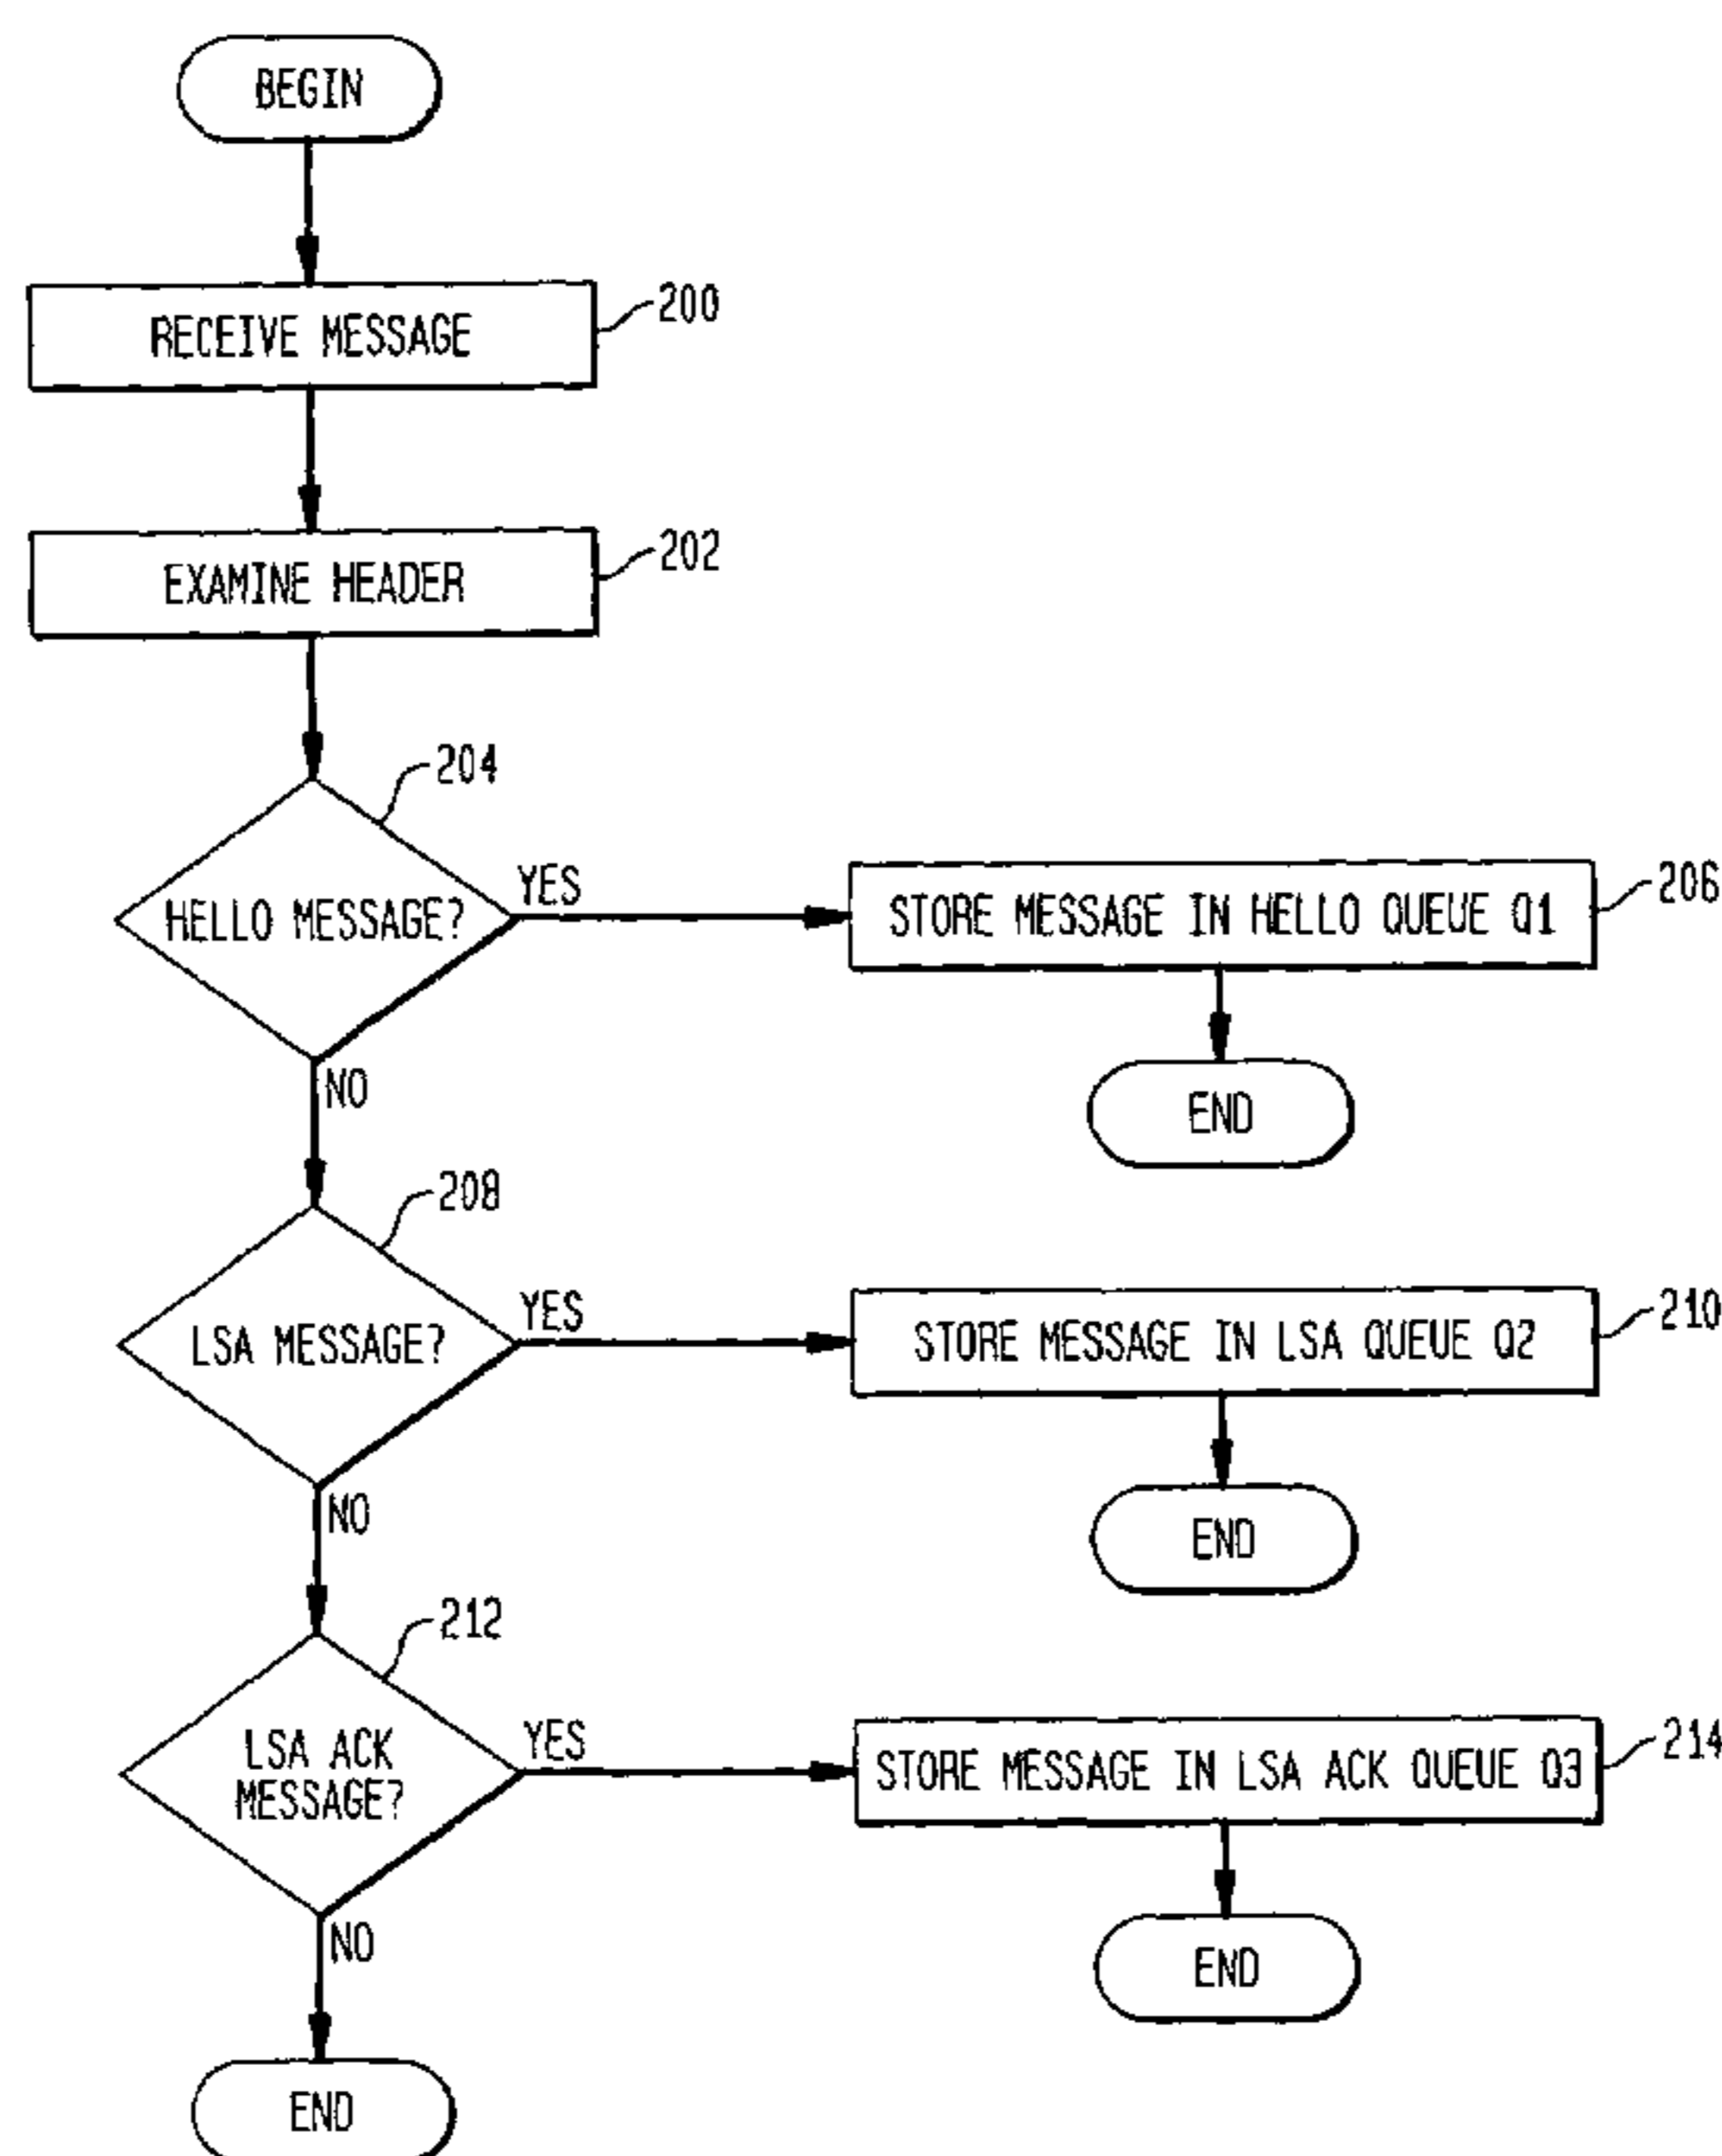 BEGIN
RECEIVE MESSAGE
200
EXAMINE HEADER
202
204
HELLO MESSAGE?
YES
STORE MESSAGE IN HELLO QUEUE Q1
206
NO
END
208
LSA MESSAGE?
YES
STORE MESSAGE IN LSA QUEUE Q2
210
NO
END
212
LSA ACK
MESSAGE?
YES
STORE MESSAGE IN LSA ACK QUEUE Q3
214
NO
END
END